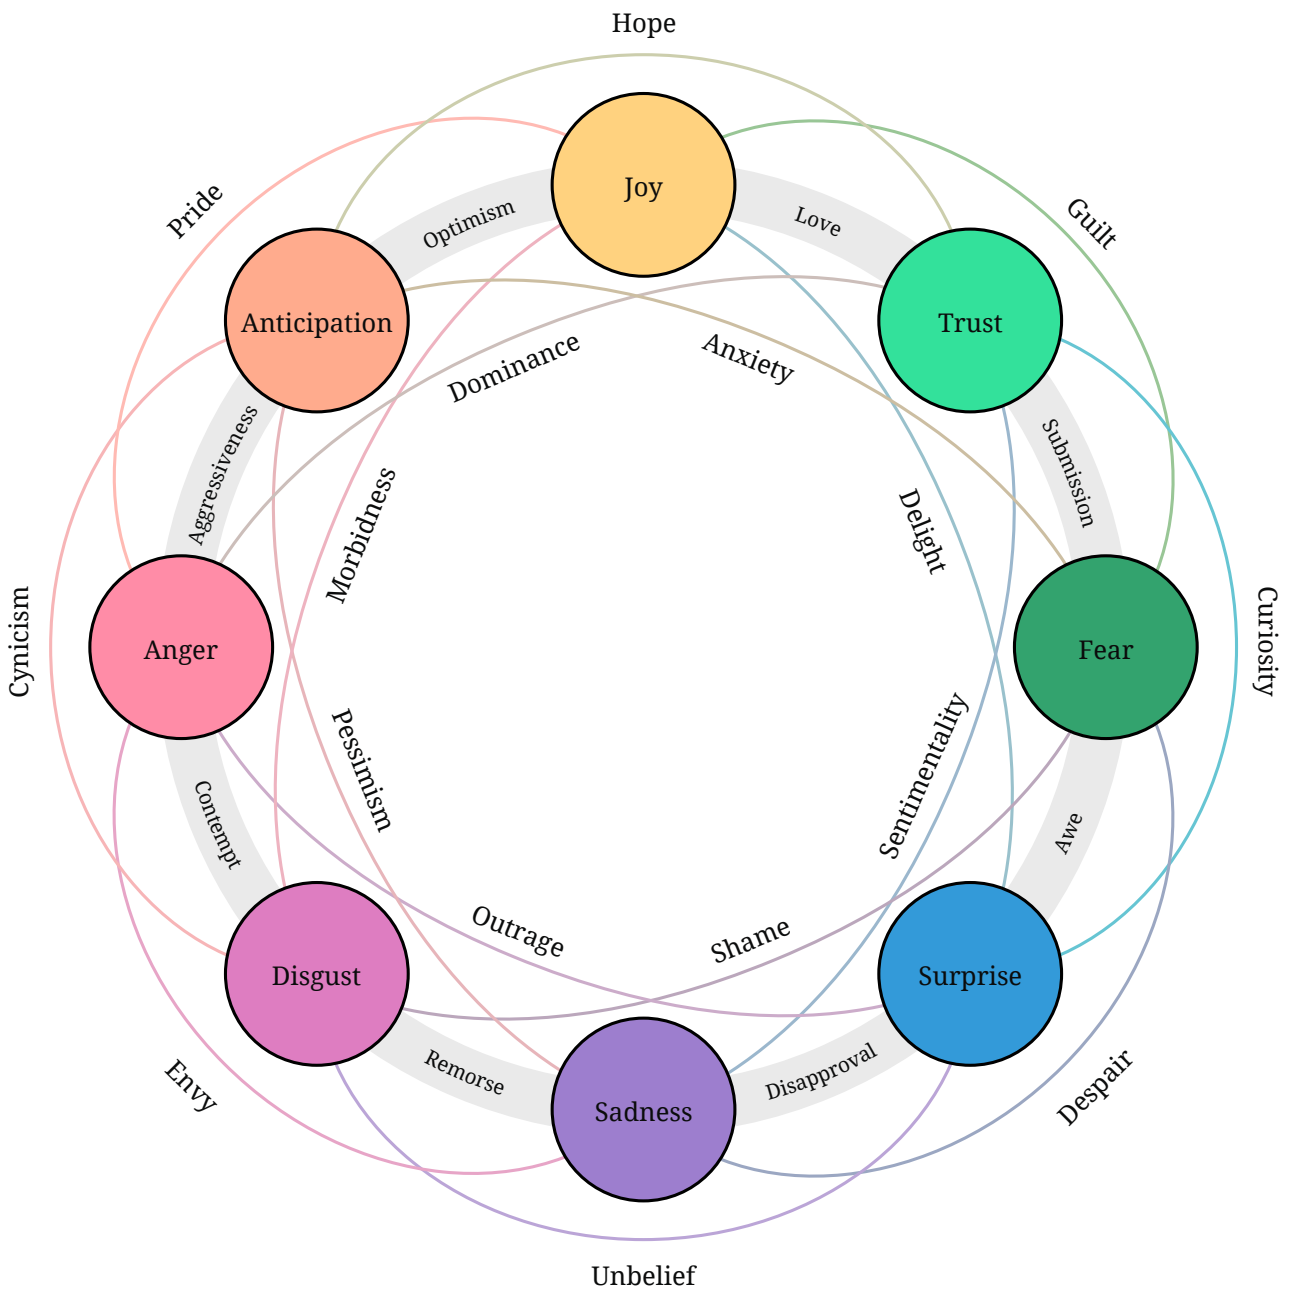 Hope
Pride
Joy
Guilt
Optimism
Love
Anticipation
Trust
Dominance
Anxiety
Aggressiveness
Submission
Morbidness
Delight
Cynicism
Anger
Fear
Curiosity
Pessimism
Sentimentality
Contempt
Awe
Outrage
Shame
Disgust
Surprise
Remorse
Disapproval
Envy
Sadness
Despair
Unbelief